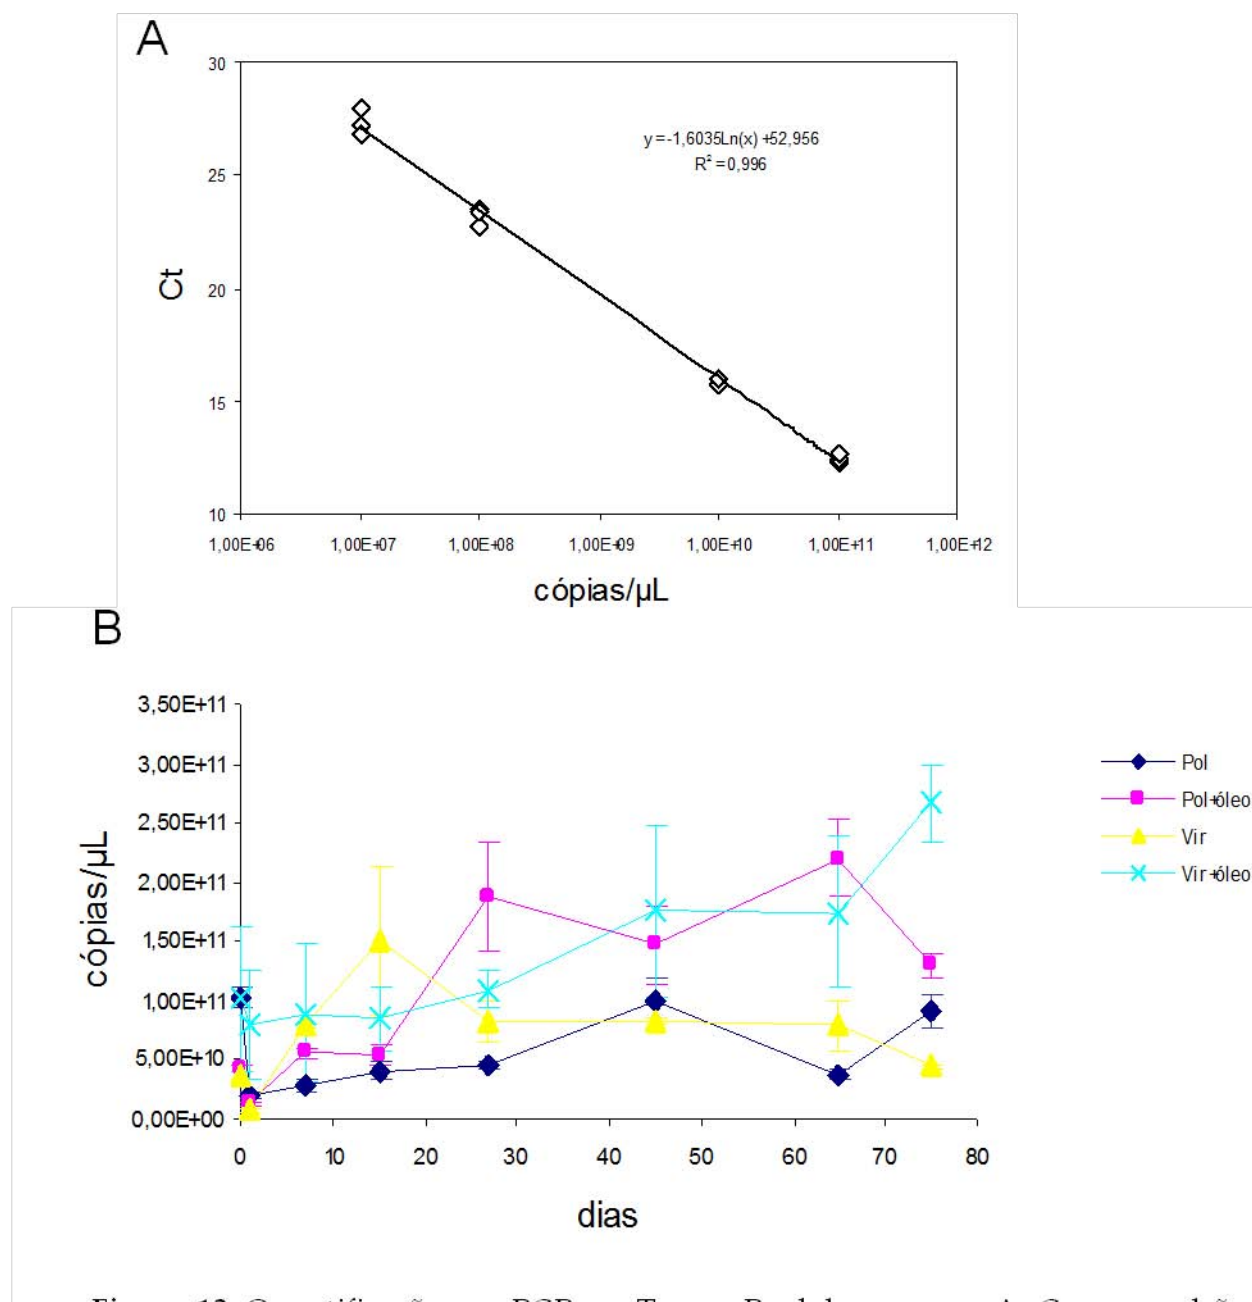 A
30
25
20
15
10
Ct
y=-1,6035Ln(x)+52,956
R²=0,996
1,00E+06 1,00E+07 1,00E+08 1,00E+09 1,00E+10 1,00E+11 1,00E+12
cópias/µL
B
3,50E+11
3,00E+11
2,50E+11
2,00E+11
1,50E+11
1,00E+11
5,00E+10
0,00E+00
cópias/µL
0 10 20 30 40 50 60 70 80
dias
Pol
Pol+óleo
Vir
Vir+óleo